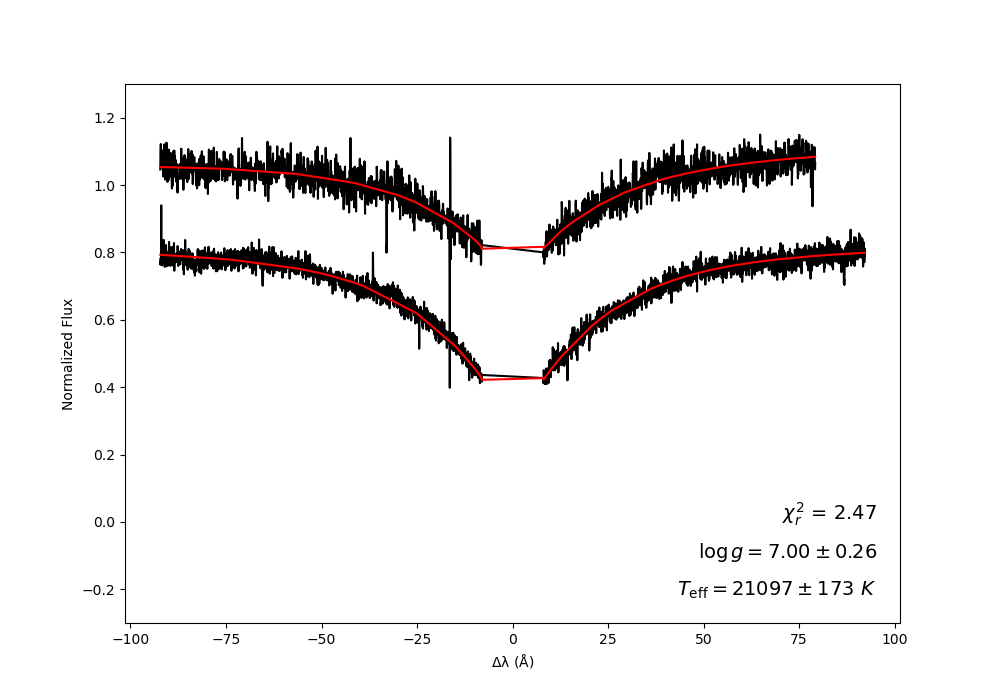 1.2
1.0
0.8
0.6
0.4
0.2
0.0
−0.2
Normalized Flux
χ²ᵣ = 2.47
log g = 7.00 ± 0.26
T_eff = 21097 ± 173 K
−100 −75 −50 −25 0 25 50 75 100
Δλ (Å)